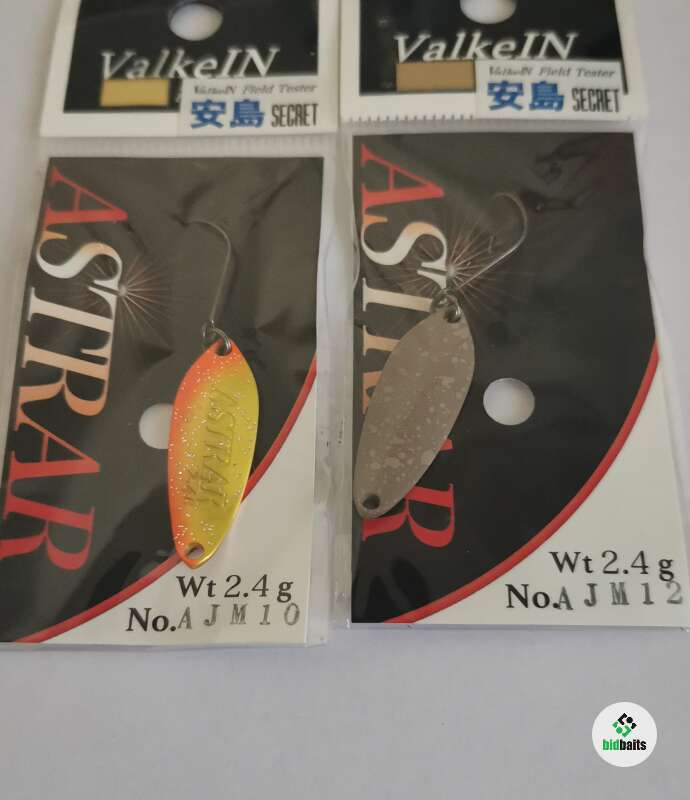 ValkeIN
ValkeIN Field Tester
安島 SECRET
ASTRAR
ASTRAR
Wt 2.4 g
No.AJM10
ValkeIN
ValkeIN Field Tester
安島 SECRET
ASTRAR
Wt 2.4 g
No.AJM12
bidbaits